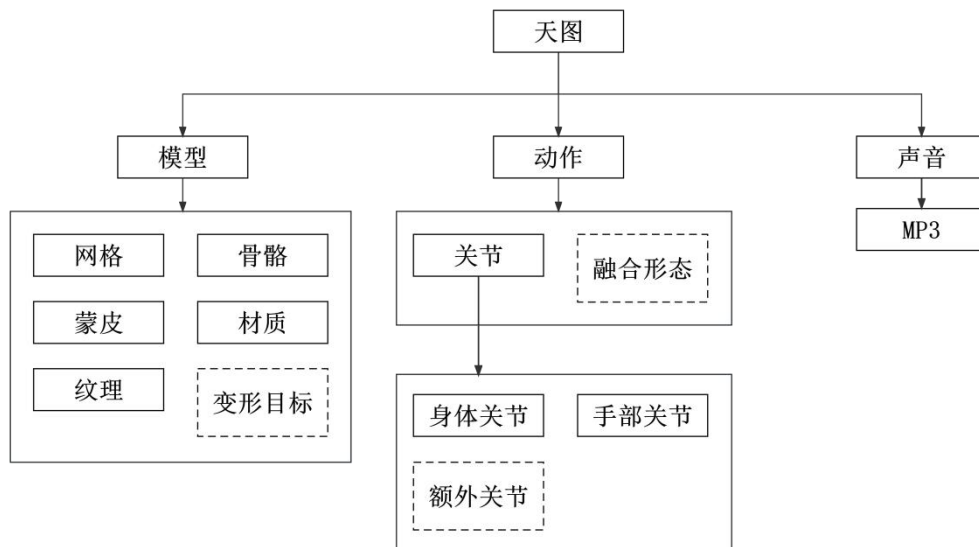 天图
模型
动作
声音
网格
骨骼
蒙皮
材质
纹理
变形目标
关节
融合形态
MP3
身体关节
手部关节
额外关节